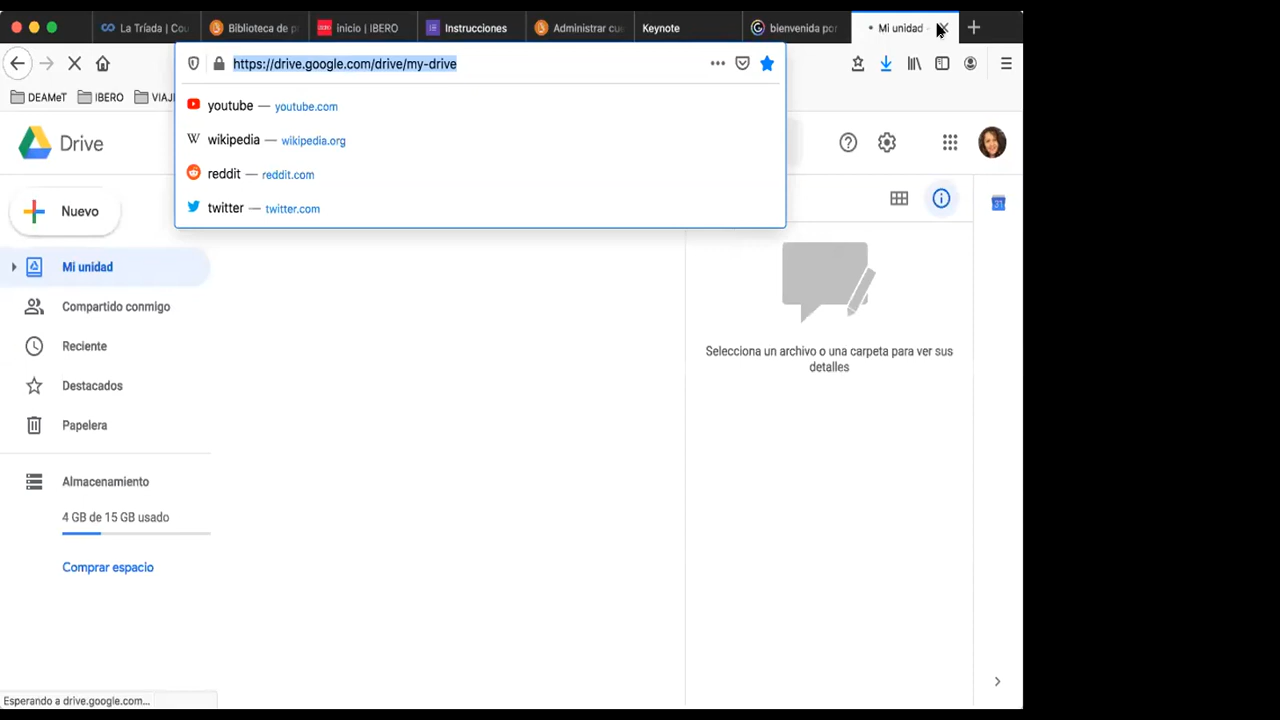 La Tríada | Cou
Biblioteca de p
inicio | IBERO
Instrucciones
Administrar cu
Keynote
bienvenida por
Mi unidad
https://drive.google.com/drive/my-drive
DEAMeT
IBERO
VIAJ
youtube — youtube.com
wikipedia — wikipedia.org
reddit — reddit.com
twitter — twitter.com
Drive
Nuevo
Mi unidad
Compartido conmigo
Reciente
Destacados
Papelera
Almacenamiento
4 GB de 15 GB usado
Comprar espacio
31
Selecciona un archivo o una carpeta para ver sus
detalles
Esperando a drive.google.com...